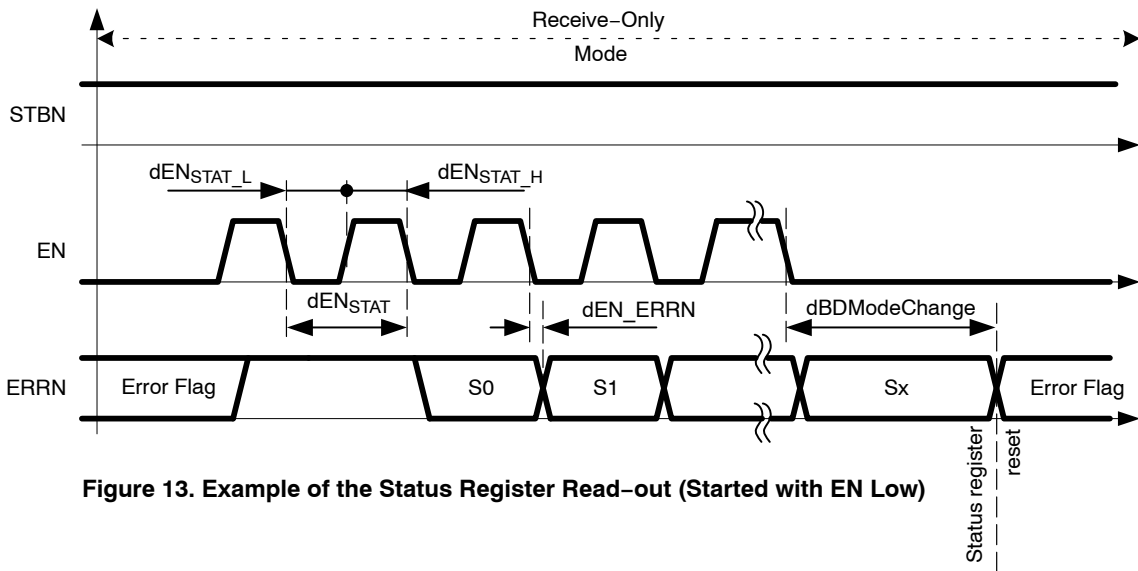 Receive−Only
Mode
STBN
dENSTAT_L
dENSTAT_H
EN
dENSTAT
dEN_ERRN
dBDModeChange
ERRN
Error Flag
S0
S1
Sx
Error Flag
Status register
reset
Figure 13. Example of the Status Register Read−out (Started with EN Low)